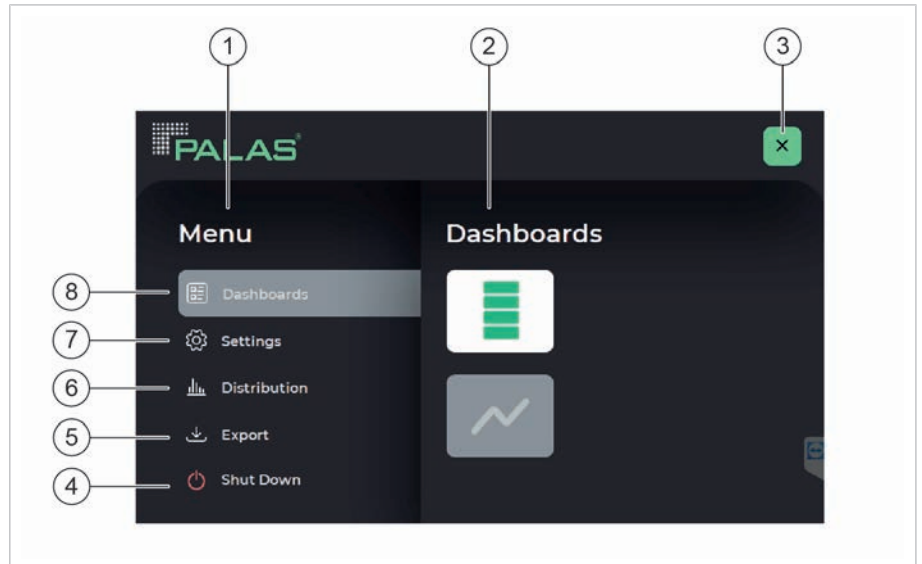 1 2 3
PALAS®
Menu
Dashboards
8 Dashboards
7 Settings
6 Distribution
5 Export
4 Shut Down